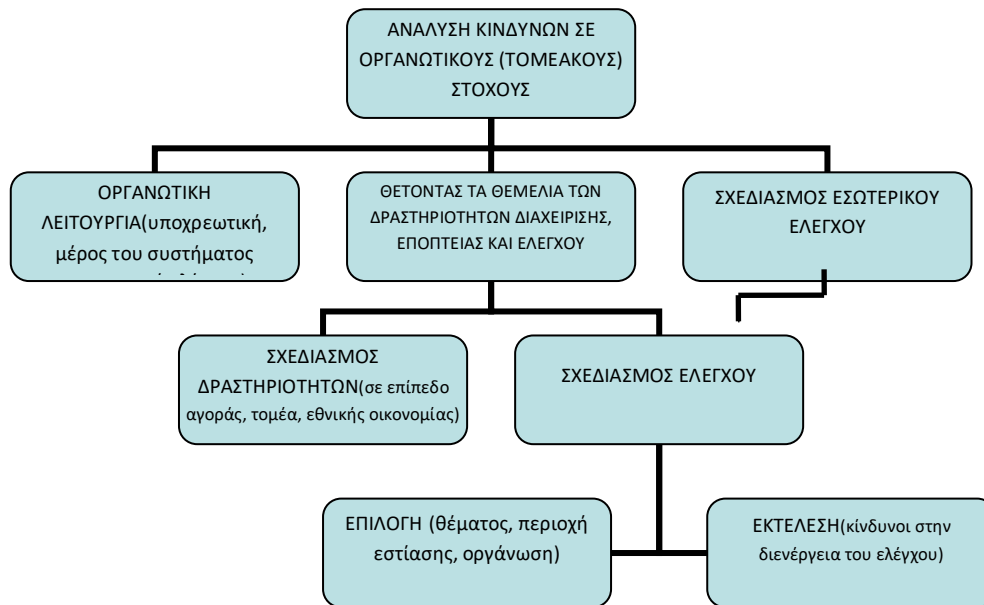 ΑΝΑΛΥΣΗ ΚΙΝΔΥΝΩΝ ΣΕ
ΟΡΓΑΝΩΤΙΚΟΥΣ (ΤΟΜΕΑΚΟΥΣ)
ΣΤΟΧΟΥΣ
ΟΡΓΑΝΩΤΙΚΗ
ΛΕΙΤΟΥΡΓΙΑ(υποχρεωτική,
μέρος του συστήματος
ΘΕΤΟΝΤΑΣ ΤΑ ΘΕΜΕΛΙΑ ΤΩΝ
ΔΡΑΣΤΗΡΙΟΤΗΤΩΝ ΔΙΑΧΕΙΡΙΣΗΣ,
ΕΠΟΠΤΕΙΑΣ ΚΑΙ ΕΛΕΓΧΟΥ
ΣΧΕΔΙΑΣΜΟΣ ΕΣΩΤΕΡΙΚΟΥ
ΕΛΕΓΧΟΥ
ΣΧΕΔΙΑΣΜΟΣ
ΔΡΑΣΤΗΡΙΟΤΗΤΩΝ(σε επίπεδο
αγοράς, τομέα, εθνικής οικονομίας)
ΣΧΕΔΙΑΣΜΟΣ ΕΛΕΓΧΟΥ
ΕΠΙΛΟΓΗ (θέματος, περιοχή
εστίασης, οργάνωση)
ΕΚΤΕΛΕΣΗ(κίνδυνοι στην
διενέργεια του ελέγχου)